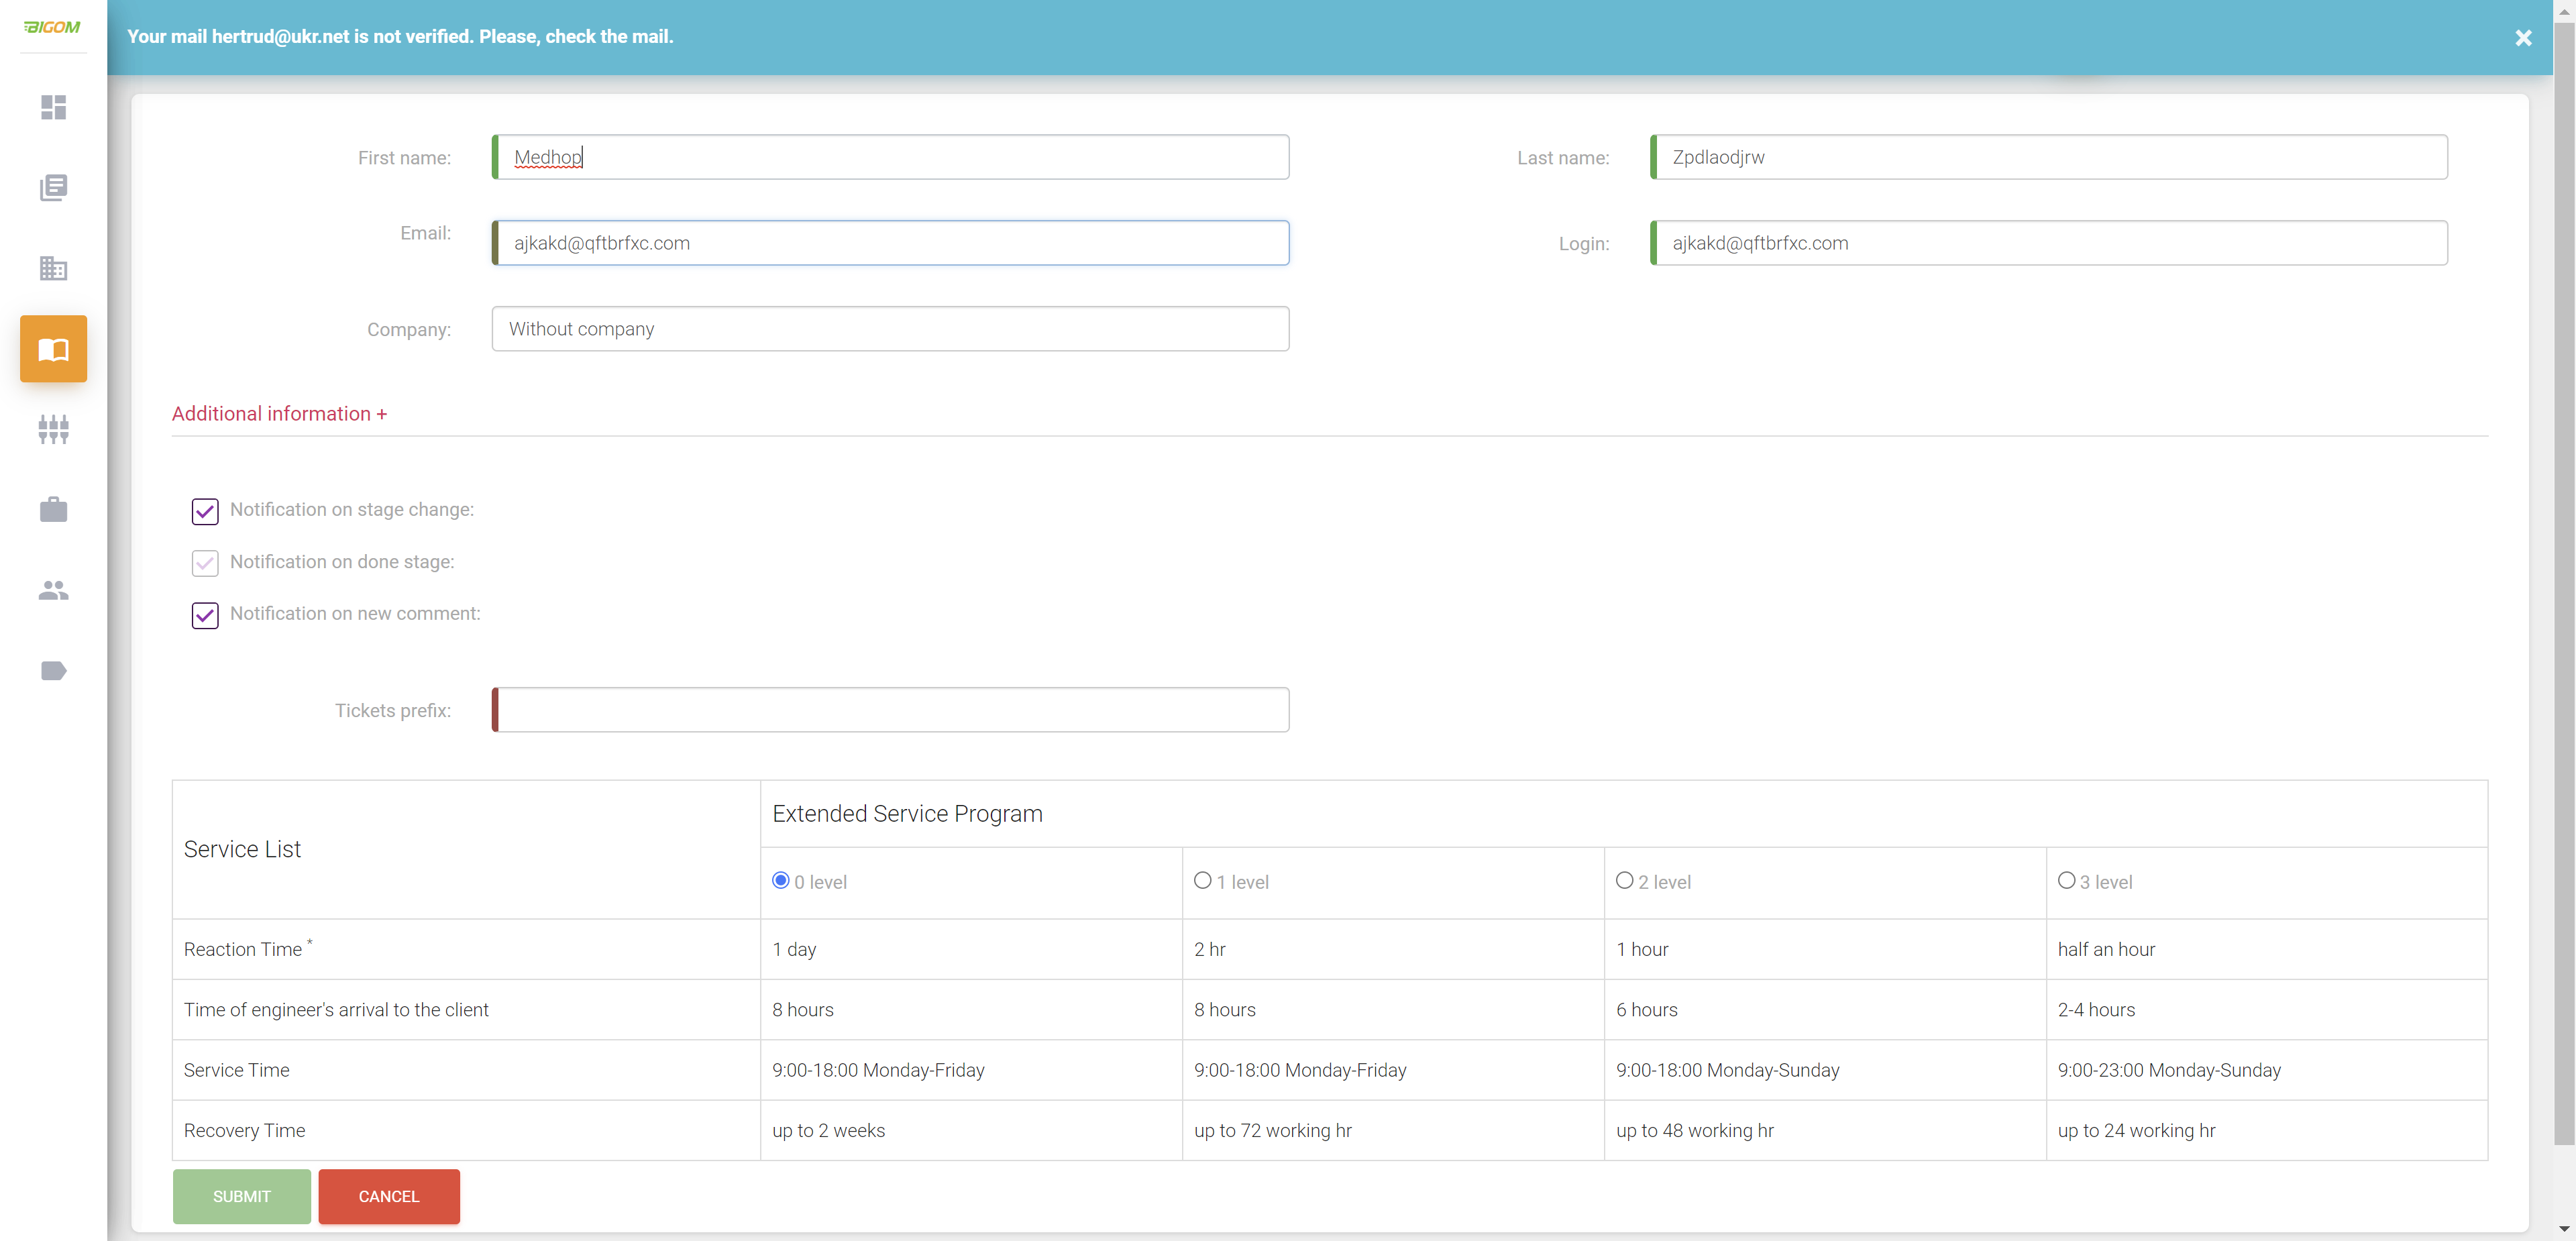 BIGOM
Your mail hertrud@ukr.net is not verified. Please, check the mail.
First name: Medhop Last name: Zpdlaodjrw
Email: ajkakd@qftbrfxc.com Login: ajkakd@qftbrfxc.com
Company: Without company
Additional information +
Notification on stage change:
Notification on done stage:
Notification on new comment:
Tickets prefix:
Service List Extended Service Program
0 level 1 level 2 level 3 level
Reaction Time * 1 day 2 hr 1 hour half an hour
Time of engineer's arrival to the client 8 hours 8 hours 6 hours 2-4 hours
Service Time 9:00-18:00 Monday-Friday 9:00-18:00 Monday-Friday 9:00-18:00 Monday-Sunday 9:00-23:00 Monday-Sunday
Recovery Time up to 2 weeks up to 72 working hr up to 48 working hr up to 24 working hr
SUBMIT CANCEL